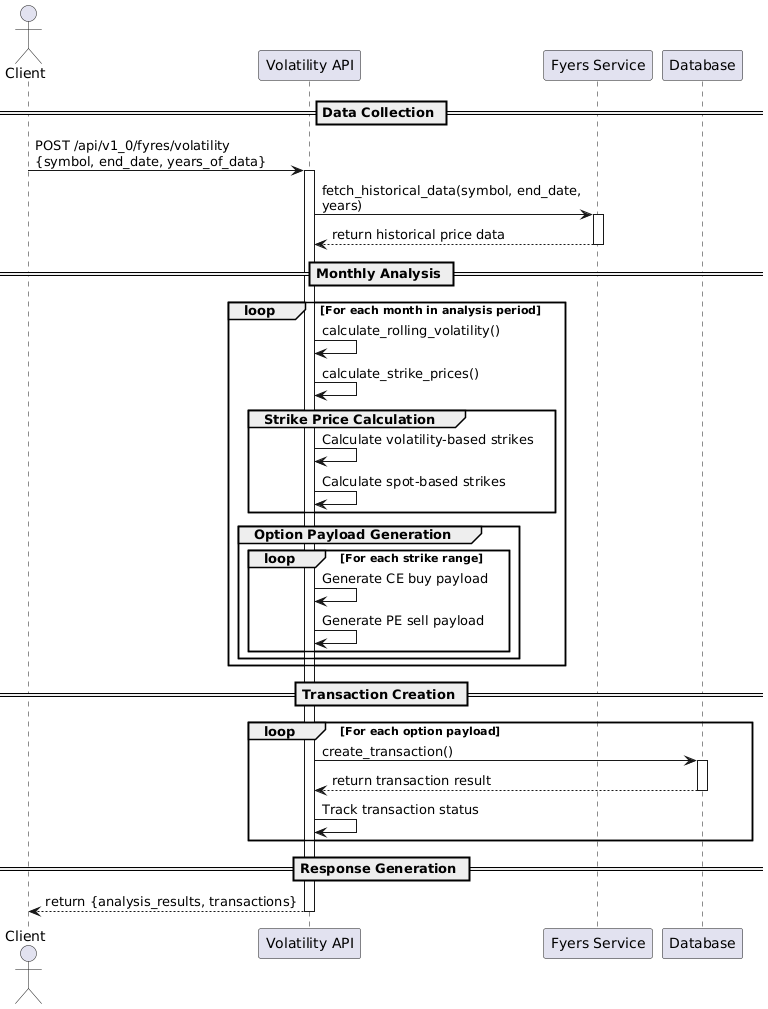 Client
Volatility API
Fyers Service
Database
Data Collection
POST /api/v1_0/fyres/volatility
{symbol, end_date, years_of_data}
fetch_historical_data(symbol, end_date,
years)
return historical price data
Monthly Analysis
loop
[For each month in analysis period]
calculate_rolling_volatility()
calculate_strike_prices()
Strike Price Calculation
Calculate volatility-based strikes
Calculate spot-based strikes
Option Payload Generation
loop
[For each strike range]
Generate CE buy payload
Generate PE sell payload
Transaction Creation
loop
[For each option payload]
create_transaction()
return transaction result
Track transaction status
Response Generation
return {analysis_results, transactions}
Client
Volatility API
Fyers Service
Database